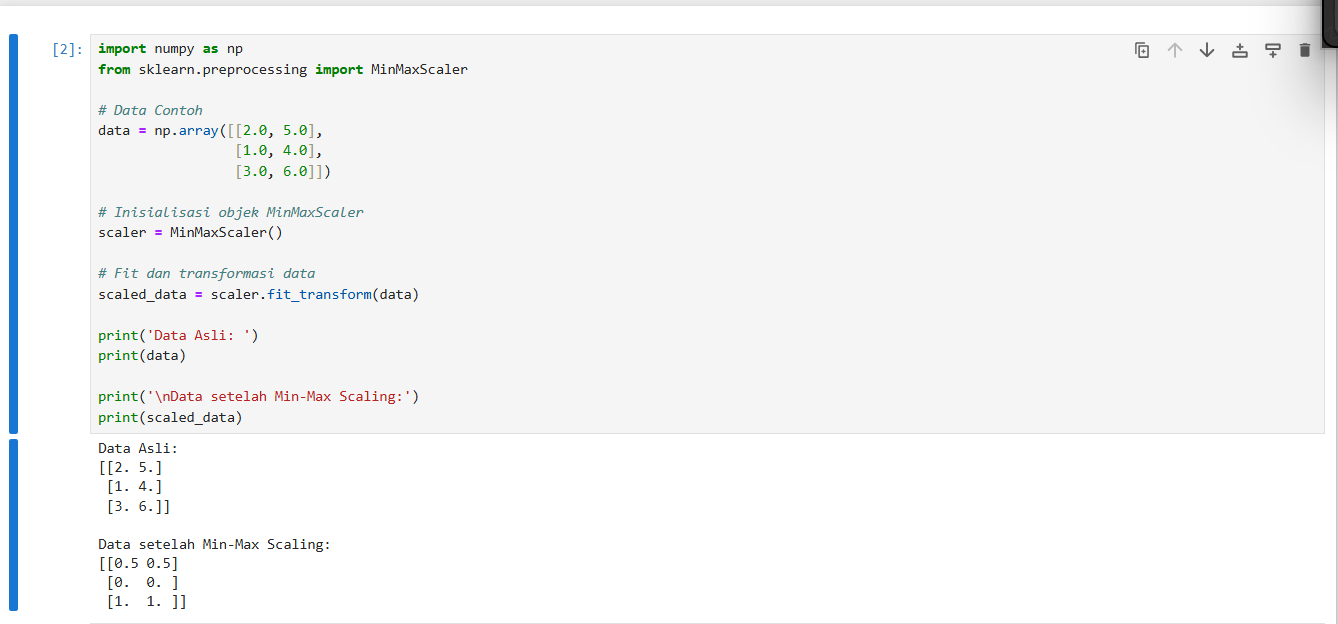 [2]:
import numpy as np
from sklearn.preprocessing import MinMaxScaler
# Data Contoh
data = np.array([[2.0, 5.0],
                 [1.0, 4.0],
                 [3.0, 6.0]])
# Inisialisasi objek MinMaxScaler
scaler = MinMaxScaler()
# Fit dan transformasi data
scaled_data = scaler.fit_transform(data)
print('Data Asli: ')
print(data)
print('\nData setelah Min-Max Scaling:')
print(scaled_data)
Data Asli:
[[2. 5.]
 [1. 4.]
 [3. 6.]]
Data setelah Min-Max Scaling:
[[0.5 0.5]
 [0.  0. ]
 [1.  1. ]]